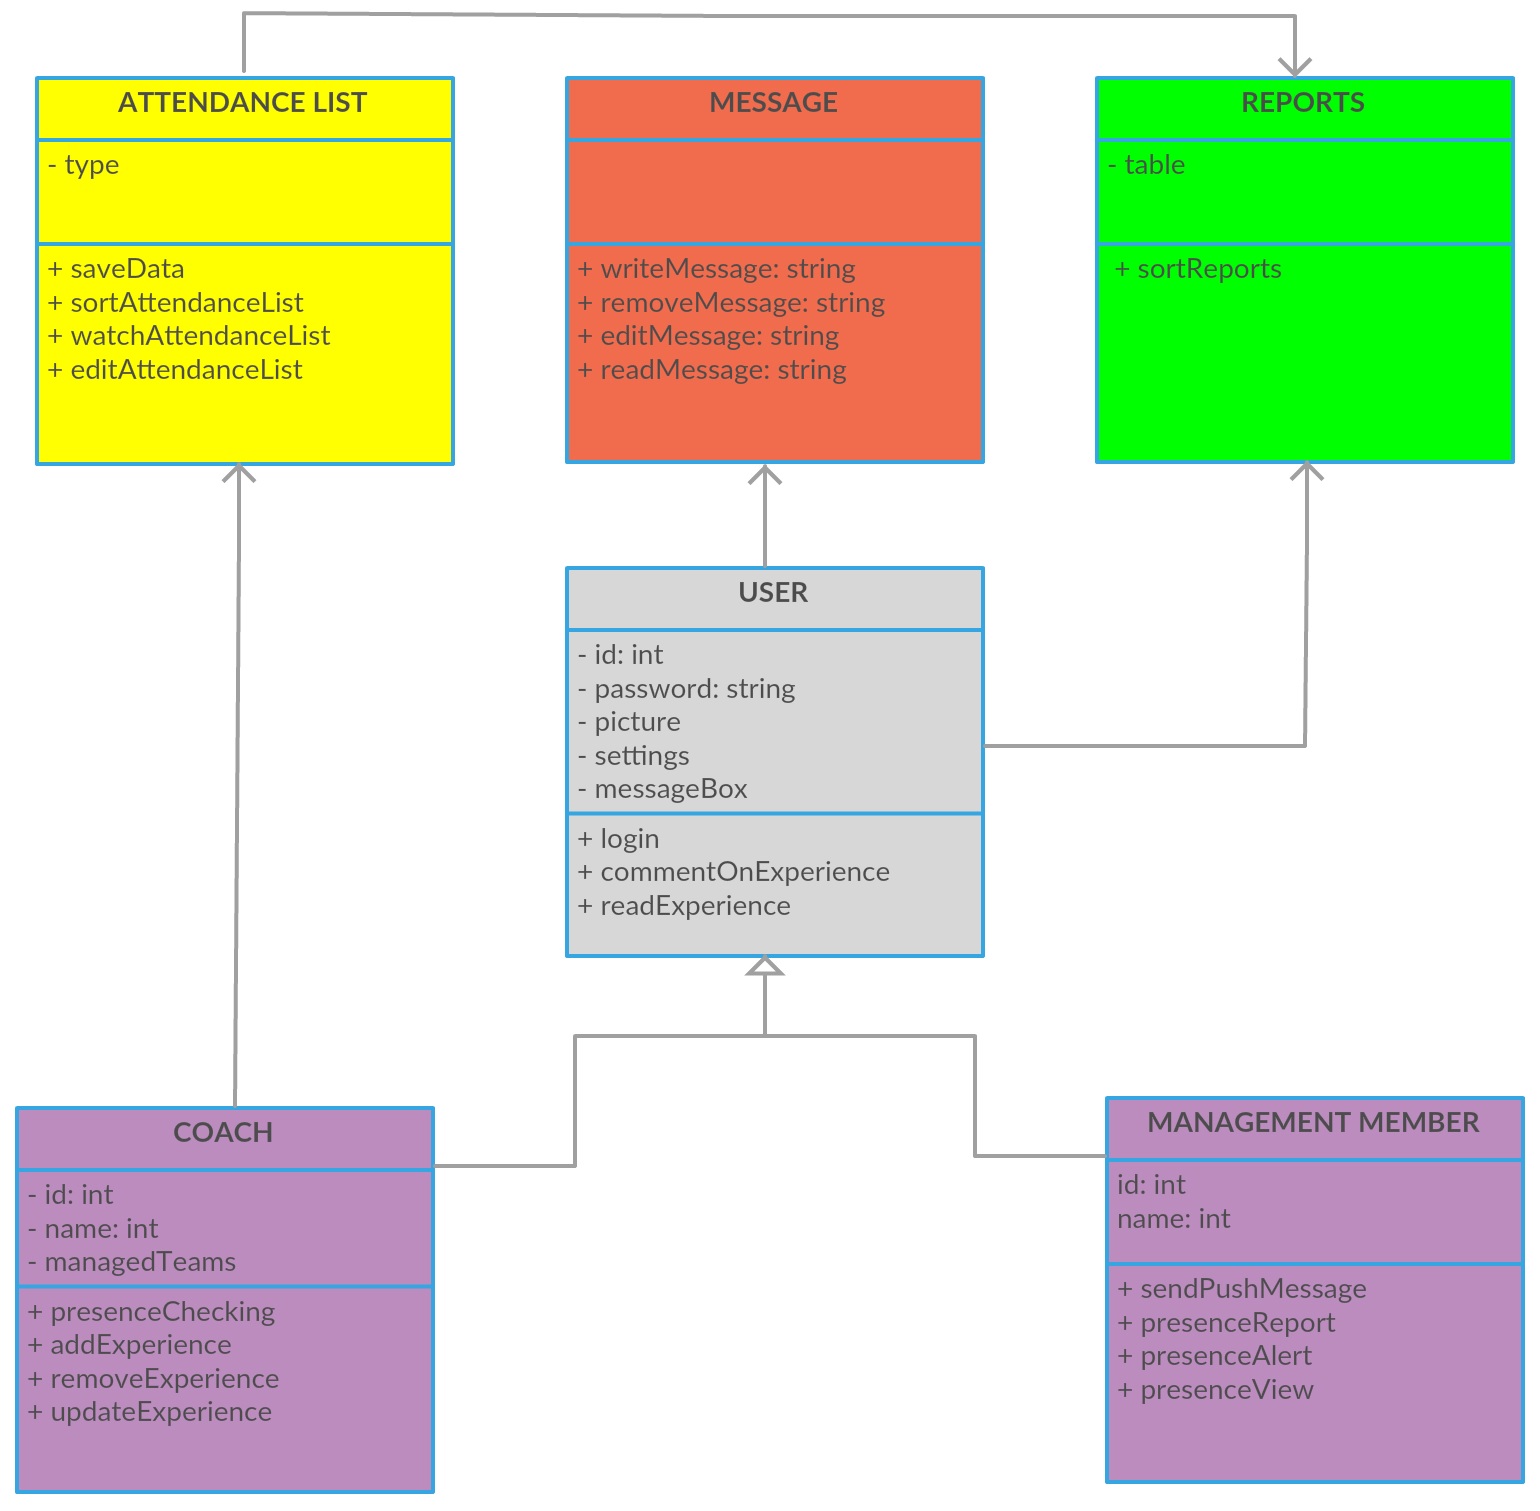 ATTENDANCE LIST
- type
+ saveData
+ sortAttendanceList
+ watchAttendanceList
+ editAttendanceList
MESSAGE
+ writeMessage: string
+ removeMessage: string
+ editMessage: string
+ readMessage: string
REPORTS
- table
+ sortReports
USER
- id: int
- password: string
- picture
- settings
- messageBox
+ login
+ commentOnExperience
+ readExperience
COACH
- id: int
- name: int
- managedTeams
+ presenceChecking
+ addExperience
+ removeExperience
+ updateExperience
MANAGEMENT MEMBER
id: int
name: int
+ sendPushMessage
+ presenceReport
+ presenceAlert
+ presenceView